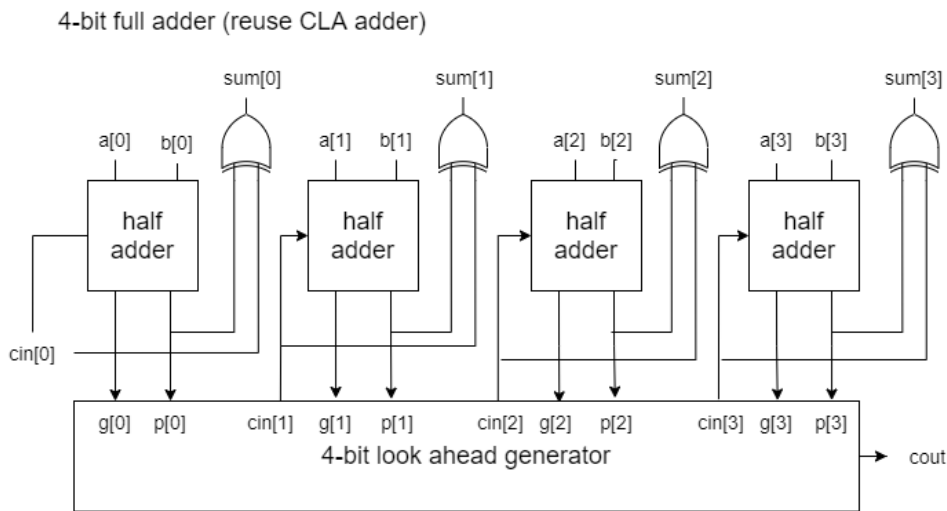 4-bit full adder (reuse CLA adder)
sum[0] sum[1] sum[2] sum[3]
a[0] b[0] a[1] b[1] a[2] b[2] a[3] b[3]
half half half half
adder adder adder adder
cin[0]
g[0] p[0] cin[1] g[1] p[1] cin[2] g[2] p[2] cin[3] g[3] p[3]
4-bit look ahead generator
cout